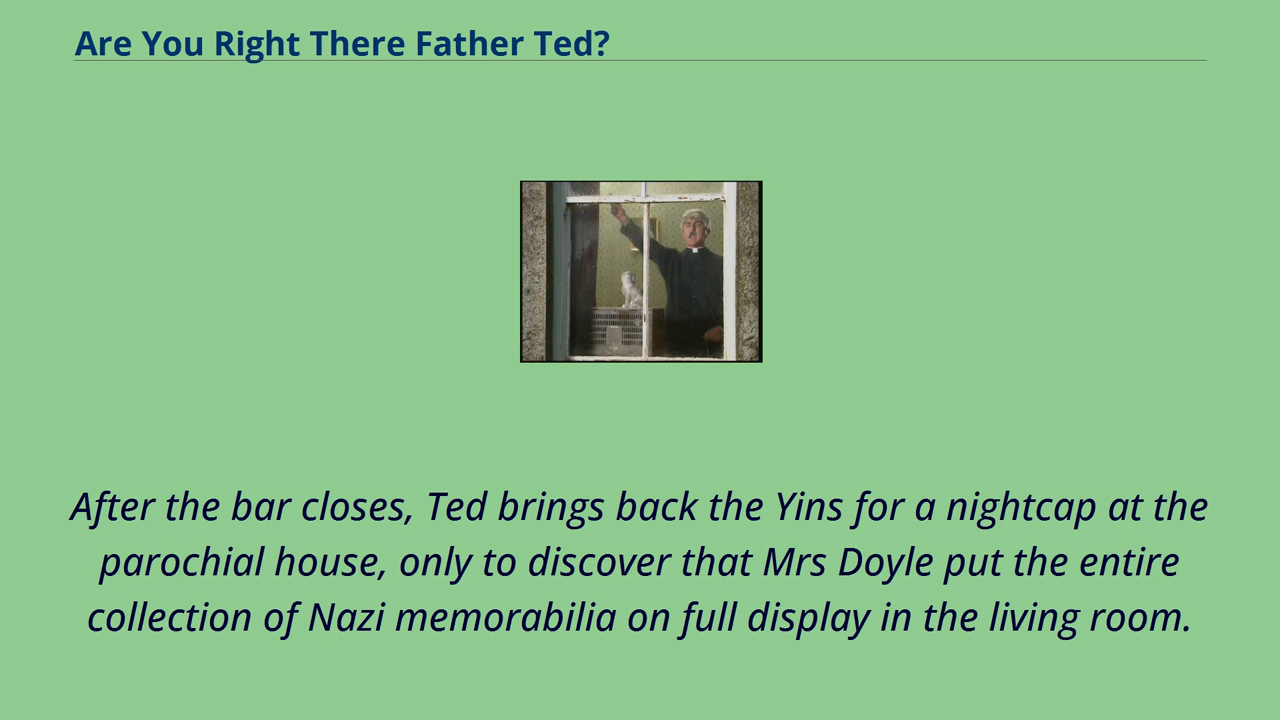 Are You Right There Father Ted?
After the bar closes, Ted brings back the Yins for a nightcap at the
parochial house, only to discover that Mrs Doyle put the entire
collection of Nazi memorabilia on full display in the living room.